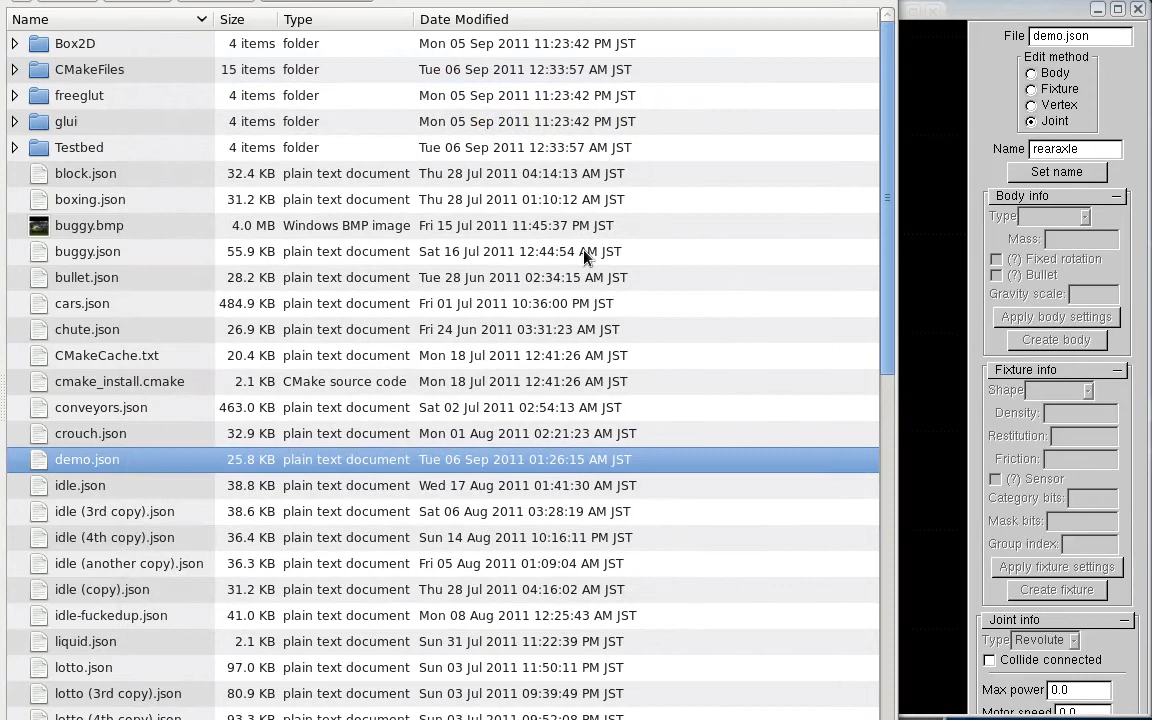 Name Size Type Date Modified
Box2D 4 items folder Mon 05 Sep 2011 11:23:42 PM JST
CMakeFiles 15 items folder Tue 06 Sep 2011 12:33:57 AM JST
freeglut 4 items folder Mon 05 Sep 2011 11:23:42 PM JST
glui 4 items folder Mon 05 Sep 2011 11:23:42 PM JST
Testbed 4 items folder Tue 06 Sep 2011 12:33:57 AM JST
block.json 32.4 KB plain text document Thu 28 Jul 2011 04:14:13 AM JST
boxing.json 31.2 KB plain text document Thu 28 Jul 2011 01:10:12 AM JST
buggy.bmp 4.0 MB Windows BMP image Fri 15 Jul 2011 11:45:37 PM JST
buggy.json 55.9 KB plain text document Sat 16 Jul 2011 12:44:54 AM JST
bullet.json 28.2 KB plain text document Tue 28 Jun 2011 02:34:15 AM JST
cars.json 484.9 KB plain text document Fri 01 Jul 2011 10:36:00 PM JST
chute.json 26.9 KB plain text document Fri 24 Jun 2011 03:31:23 AM JST
CMakeCache.txt 20.4 KB plain text document Mon 18 Jul 2011 12:41:26 AM JST
cmake_install.cmake 2.1 KB CMake source code Mon 18 Jul 2011 12:41:26 AM JST
conveyors.json 463.0 KB plain text document Sat 02 Jul 2011 02:54:13 AM JST
crouch.json 32.9 KB plain text document Mon 01 Aug 2011 02:21:23 AM JST
demo.json 25.8 KB plain text document Tue 06 Sep 2011 01:26:15 AM JST
idle.json 38.8 KB plain text document Wed 17 Aug 2011 01:41:30 AM JST
idle (3rd copy).json 38.6 KB plain text document Sat 06 Aug 2011 03:28:19 AM JST
idle (4th copy).json 36.4 KB plain text document Sun 14 Aug 2011 10:16:11 PM JST
idle (another copy).json 36.3 KB plain text document Fri 05 Aug 2011 01:09:04 AM JST
idle (copy).json 31.2 KB plain text document Thu 28 Jul 2011 04:16:02 AM JST
idle-fuckedup.json 41.0 KB plain text document Mon 08 Aug 2011 12:25:43 AM JST
liquid.json 2.1 KB plain text document Sun 31 Jul 2011 11:22:39 PM JST
lotto.json 97.0 KB plain text document Sun 03 Jul 2011 11:50:11 PM JST
lotto (3rd copy).json 80.9 KB plain text document Sun 03 Jul 2011 09:39:49 PM JST
lotto (4th copy).json 93.3 KB plain text document Sun 03 Jul 2011 09:52:08 PM JST
File demo.json
Edit method
Body
Fixture
Vertex
Joint
Name rearaxle
Set name
Body info
Type
Mass:
(?) Fixed rotation
(?) Bullet
Gravity scale:
Apply body settings
Create body
Fixture info
Shape
Density:
Restitution:
Friction:
(?) Sensor
Category bits:
Mask bits:
Group index:
Apply fixture settings
Create fixture
Joint info
Type Revolute
Collide connected
Max power 0.0
Motor speed 0.0